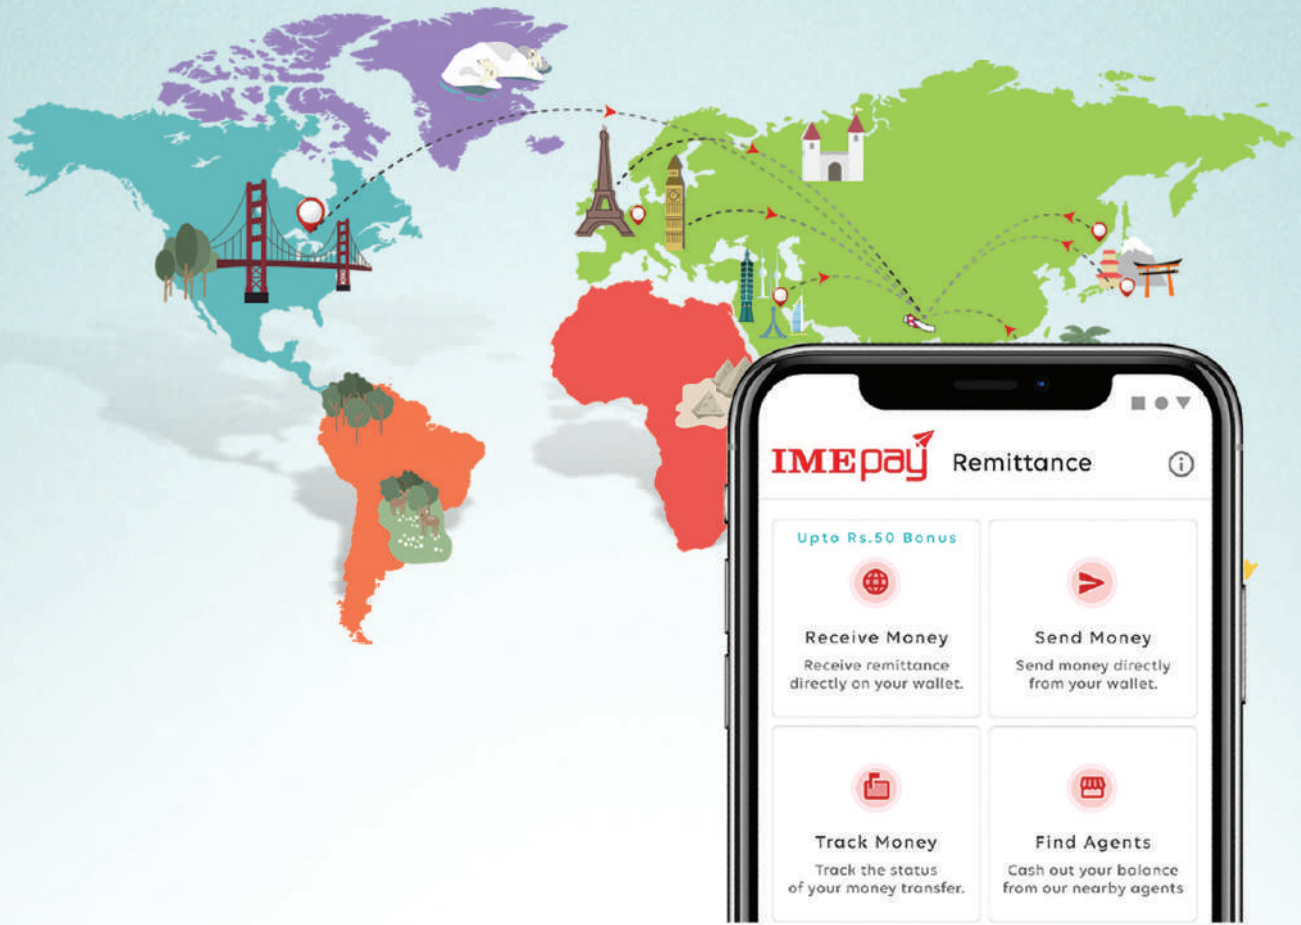 IMEpay Remittance
Upto Rs.50 Bonus
Receive Money
Receive remittance
directly on your wallet.
Send Money
Send money directly
from your wallet.
Track Money
Track the status
of your money transfer.
Find Agents
Cash out your balance
from our nearby agents